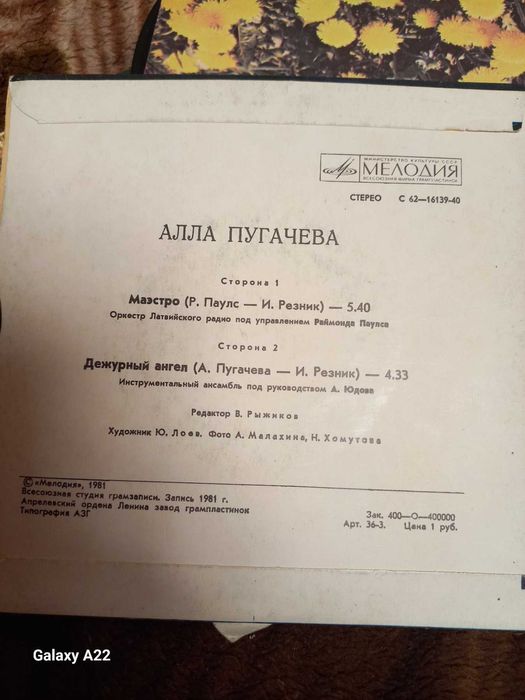 МИНИСТЕРСТВО КУЛЬТУРЫ СССР
МЕЛОДИЯ
ВСЕСОЮЗНАЯ ФИРМА ГРАМПЛАСТИНОК
СТЕРЕО С 62—16139-40
АЛЛА ПУГАЧЕВА
Сторона 1
Маэстро (Р. Паулс — И. Резник) — 5.40
Оркестр Латвийского радио под управлением Раймонда Паулса
Сторона 2
Дежурный ангел (А. Пугачева — И. Резник) — 4.33
Инструментальный ансамбль под руководством А. Юдова
Редактор В. Рыжиков
Художник Ю. Лоев. Фото А. Малахина, Н. Хомутова
© «Мелодия», 1981
Всесоюзная студия грамзаписи. Запись 1981 г.
Апрелевский ордена Ленина завод грампластинок
Типография АЗГ
Зак. 400—О—400000
Арт. 36-3. Цена 1 руб.
Galaxy A22